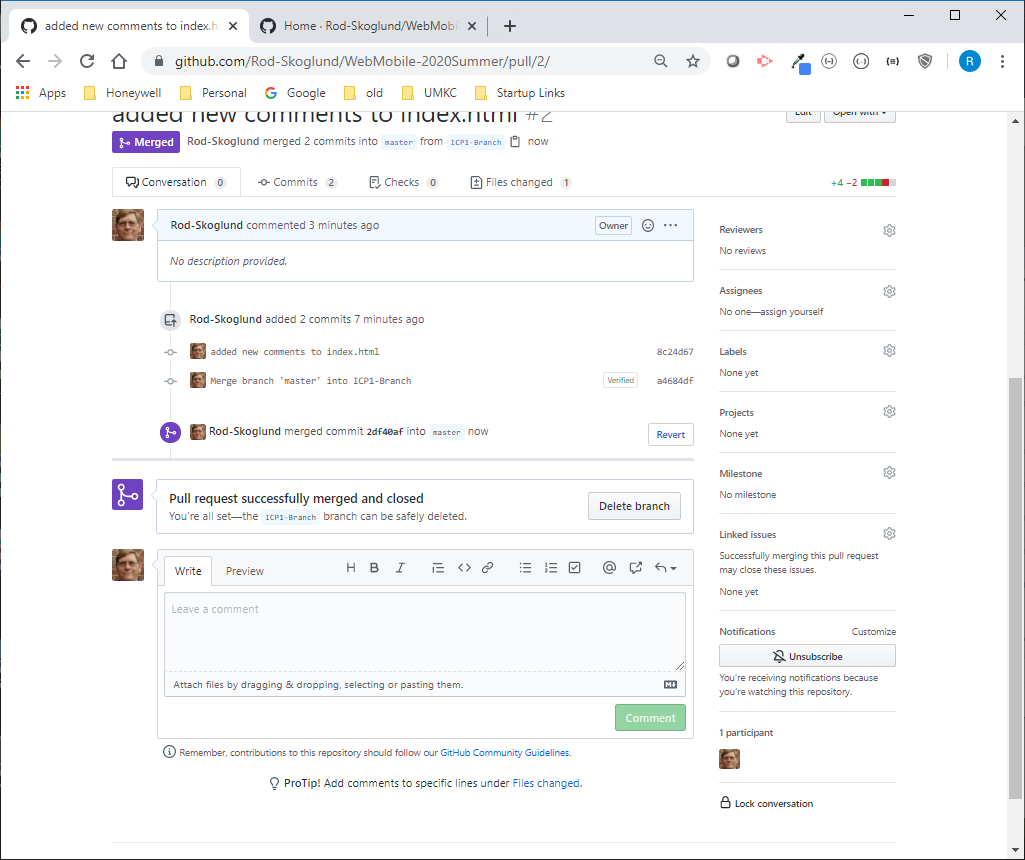 added new comments to index.h
Home · Rod-Skoglund/WebMobil
github.com/Rod-Skoglund/WebMobile-2020Summer/pull/2/
R
Apps Honeywell Personal Google old UMKC Startup Links
added new comments to index.html #2
Edit Open with
Merged Rod-Skoglund merged 2 commits into master from ICP1-Branch now
Conversation 0 Commits 2 Checks 0 Files changed 1 +4 −2
Rod-Skoglund commented 3 minutes ago Owner
No description provided.
Rod-Skoglund added 2 commits 7 minutes ago
added new comments to index.html 8c24d67
Merge branch 'master' into ICP1-Branch Verified a4684df
Rod-Skoglund merged commit 2df40af into master now
Revert
Pull request successfully merged and closed
You're all set—the ICP1-Branch branch can be safely deleted.
Delete branch
Write Preview H B I
Leave a comment
Attach files by dragging & dropping, selecting or pasting them.
Comment
Remember, contributions to this repository should follow our GitHub Community Guidelines.
ProTip! Add comments to specific lines under Files changed.
Reviewers
No reviews
Assignees
No one—assign yourself
Labels
None yet
Projects
None yet
Milestone
No milestone
Linked issues
Successfully merging this pull request
may close these issues.
None yet
Notifications Customize
Unsubscribe
You're receiving notifications because
you're watching this repository.
1 participant
Lock conversation